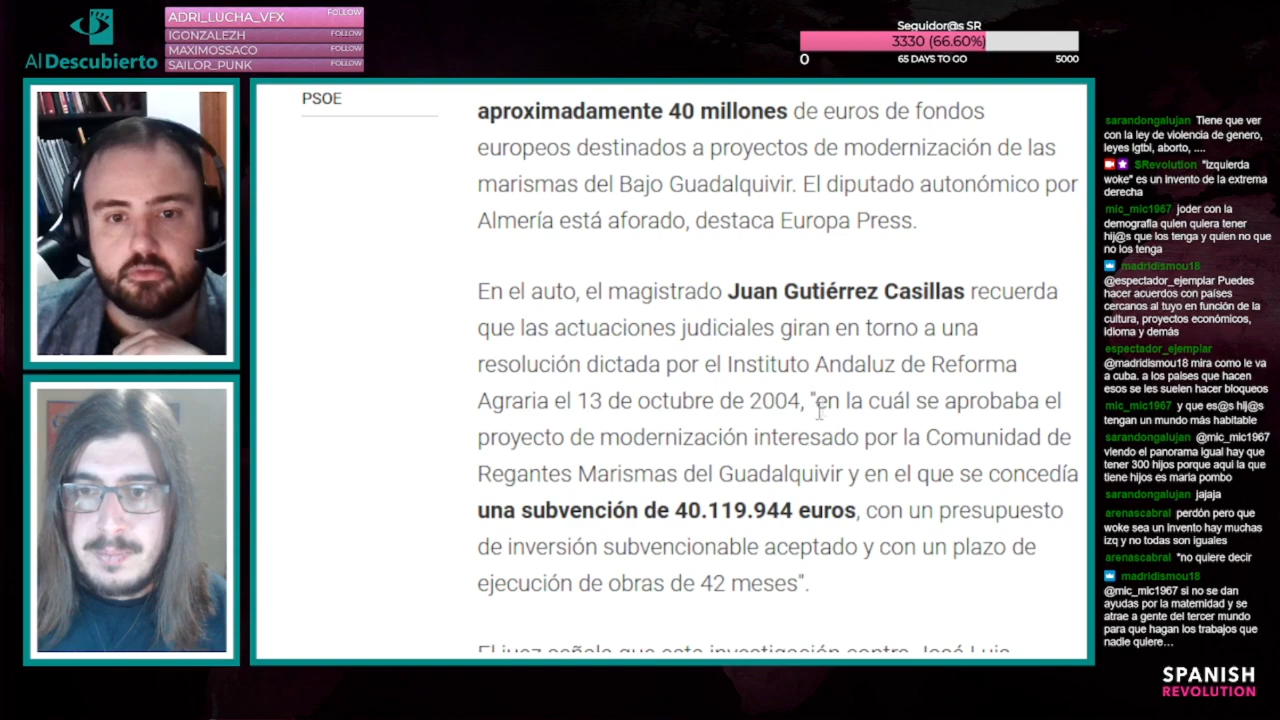 Al Descubierto
ADRI_LUCHA_VFX FOLLOW
IGONZALEZH FOLLOW
MAXIMOSSACO FOLLOW
SAILOR_PUNK FOLLOW
Seguidor@s SR
3330 (66.60%)
0 65 DAYS TO GO 5000
PSOE
aproximadamente 40 millones de euros de fondos
europeos destinados a proyectos de modernización de las
marismas del Bajo Guadalquivir. El diputado autonómico por
Almería está aforado, destaca Europa Press.
En el auto, el magistrado Juan Gutiérrez Casillas recuerda
que las actuaciones judiciales giran en torno a una
resolución dictada por el Instituto Andaluz de Reforma
Agraria el 13 de octubre de 2004, "en la cuál se aprobaba el
proyecto de modernización interesado por la Comunidad de
Regantes Marismas del Guadalquivir y en el que se concedía
una subvención de 40.119.944 euros, con un presupuesto
de inversión subvencionable aceptado y con un plazo de
ejecución de obras de 42 meses".
El juez señala que esta investigación contra José Luis
sarandongalujan Tiene que ver
con la ley de violencia de genero,
leyes lgtbi, aborto, ....
SRevolution "izquierda
woke" es un invento de la extrema
derecha
mic_mic1967 joder con la
demografia quien quiera tener
hij@s que los tenga y quien no que
no los tenga
madridismou18
@espectador_ejemplar Puedes
hacer acuerdos con países
cercanos al tuyo en función de la
cultura, proyectos económicos,
idioma y demás
espectador_ejemplar
@madridismou18 mira como le va
a cuba. a los paises que hacen
esos se les suelen hacer bloqueos
mic_mic1967 y que es@s hij@s
tengan un mundo más habitable
sarandongalujan @mic_mic1967
viendo el panorama igual hay que
tener 300 hijos porque aqui la que
tiene hijos es maria pombo
sarandongalujan jajaja
arenascabral perdón pero que
woke sea un invento hay muchas
izq y no todas son iguales
arenascabral *no quiere decir
madridismou18
@mic_mic1967 si no se dan
ayudas por la maternidad y se
atrae a gente del tercer mundo
para que hagan los trabajos que
nadie quiere...
SPANISH
REVOLUTION